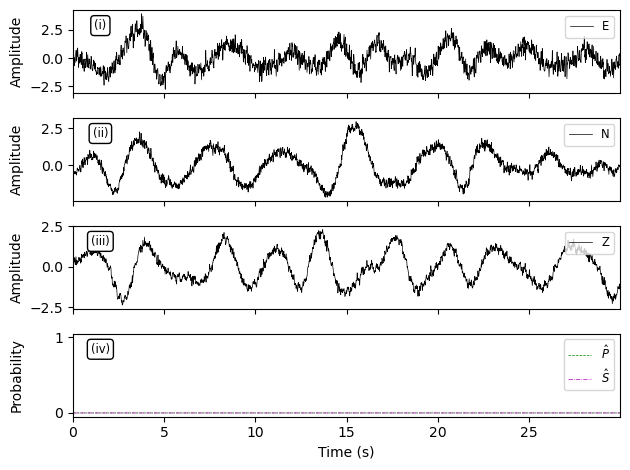 Amplitude
2.5
0.0
−2.5
(i)
E
Amplitude
2.5
0.0
(ii)
N
Amplitude
2.5
0.0
−2.5
(iii)
Z
Probability
1
0
(iv)
P̂
Ŝ
0 5 10 15 20 25
Time (s)